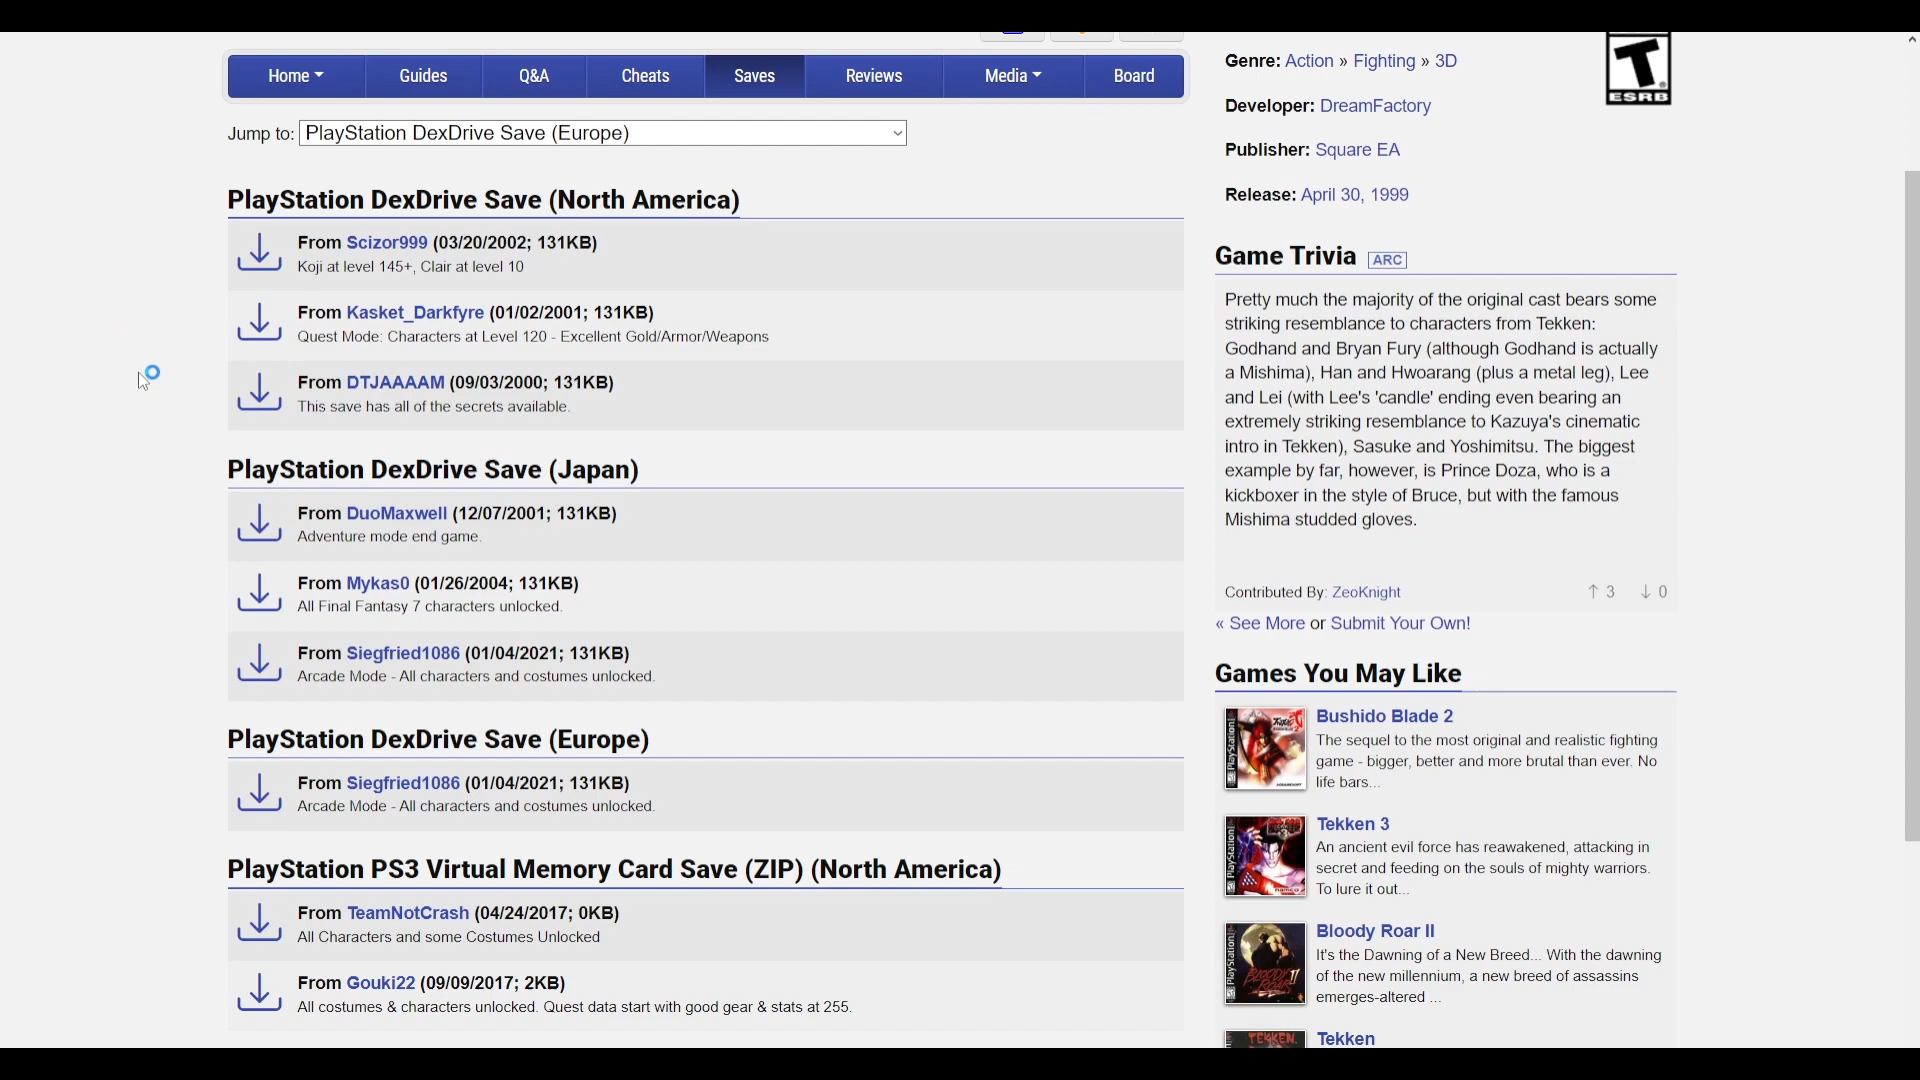 Home
Guides
Q&A
Cheats
Saves
Reviews
Media
Board
Jump to: PlayStation DexDrive Save (Europe)
PlayStation DexDrive Save (North America)
From Scizor999 (03/20/2002; 131KB)
Koji at level 145+, Clair at level 10
From Kasket_Darkfyre (01/02/2001; 131KB)
Quest Mode: Characters at Level 120 - Excellent Gold/Armor/Weapons
From DTJAAAAM (09/03/2000; 131KB)
This save has all of the secrets available.
PlayStation DexDrive Save (Japan)
From DuoMaxwell (12/07/2001; 131KB)
Adventure mode end game.
From Mykas0 (01/26/2004; 131KB)
All Final Fantasy 7 characters unlocked.
From Siegfried1086 (01/04/2021; 131KB)
Arcade Mode - All characters and costumes unlocked.
PlayStation DexDrive Save (Europe)
From Siegfried1086 (01/04/2021; 131KB)
Arcade Mode - All characters and costumes unlocked.
PlayStation PS3 Virtual Memory Card Save (ZIP) (North America)
From TeamNotCrash (04/24/2017; 0KB)
All Characters and some Costumes Unlocked
From Gouki22 (09/09/2017; 2KB)
All costumes & characters unlocked. Quest data start with good gear & stats at 255.
Genre: Action » Fighting » 3D
Developer: DreamFactory
Publisher: Square EA
Release: April 30, 1999
T
ESRB
Game Trivia ARC
Pretty much the majority of the original cast bears some
striking resemblance to characters from Tekken:
Godhand and Bryan Fury (although Godhand is actually
a Mishima), Han and Hwoarang (plus a metal leg), Lee
and Lei (with Lee's 'candle' ending even bearing an
extremely striking resemblance to Kazuya's cinematic
intro in Tekken), Sasuke and Yoshimitsu. The biggest
example by far, however, is Prince Doza, who is a
kickboxer in the style of Bruce, but with the famous
Mishima studded gloves.
Contributed By: ZeoKnight ↑ 3 ↓ 0
« See More or Submit Your Own!
Games You May Like
Bushido Blade 2
The sequel to the most original and realistic fighting
game - bigger, better and more brutal than ever. No
life bars...
Tekken 3
An ancient evil force has reawakened, attacking in
secret and feeding on the souls of mighty warriors.
To lure it out...
Bloody Roar II
It's the Dawning of a New Breed... With the dawning
of the new millennium, a new breed of assassins
emerges-altered ...
Tekken
PlayStation
PlayStation
namco
PlayStation
BLOODY ROAR II
TEKKEN